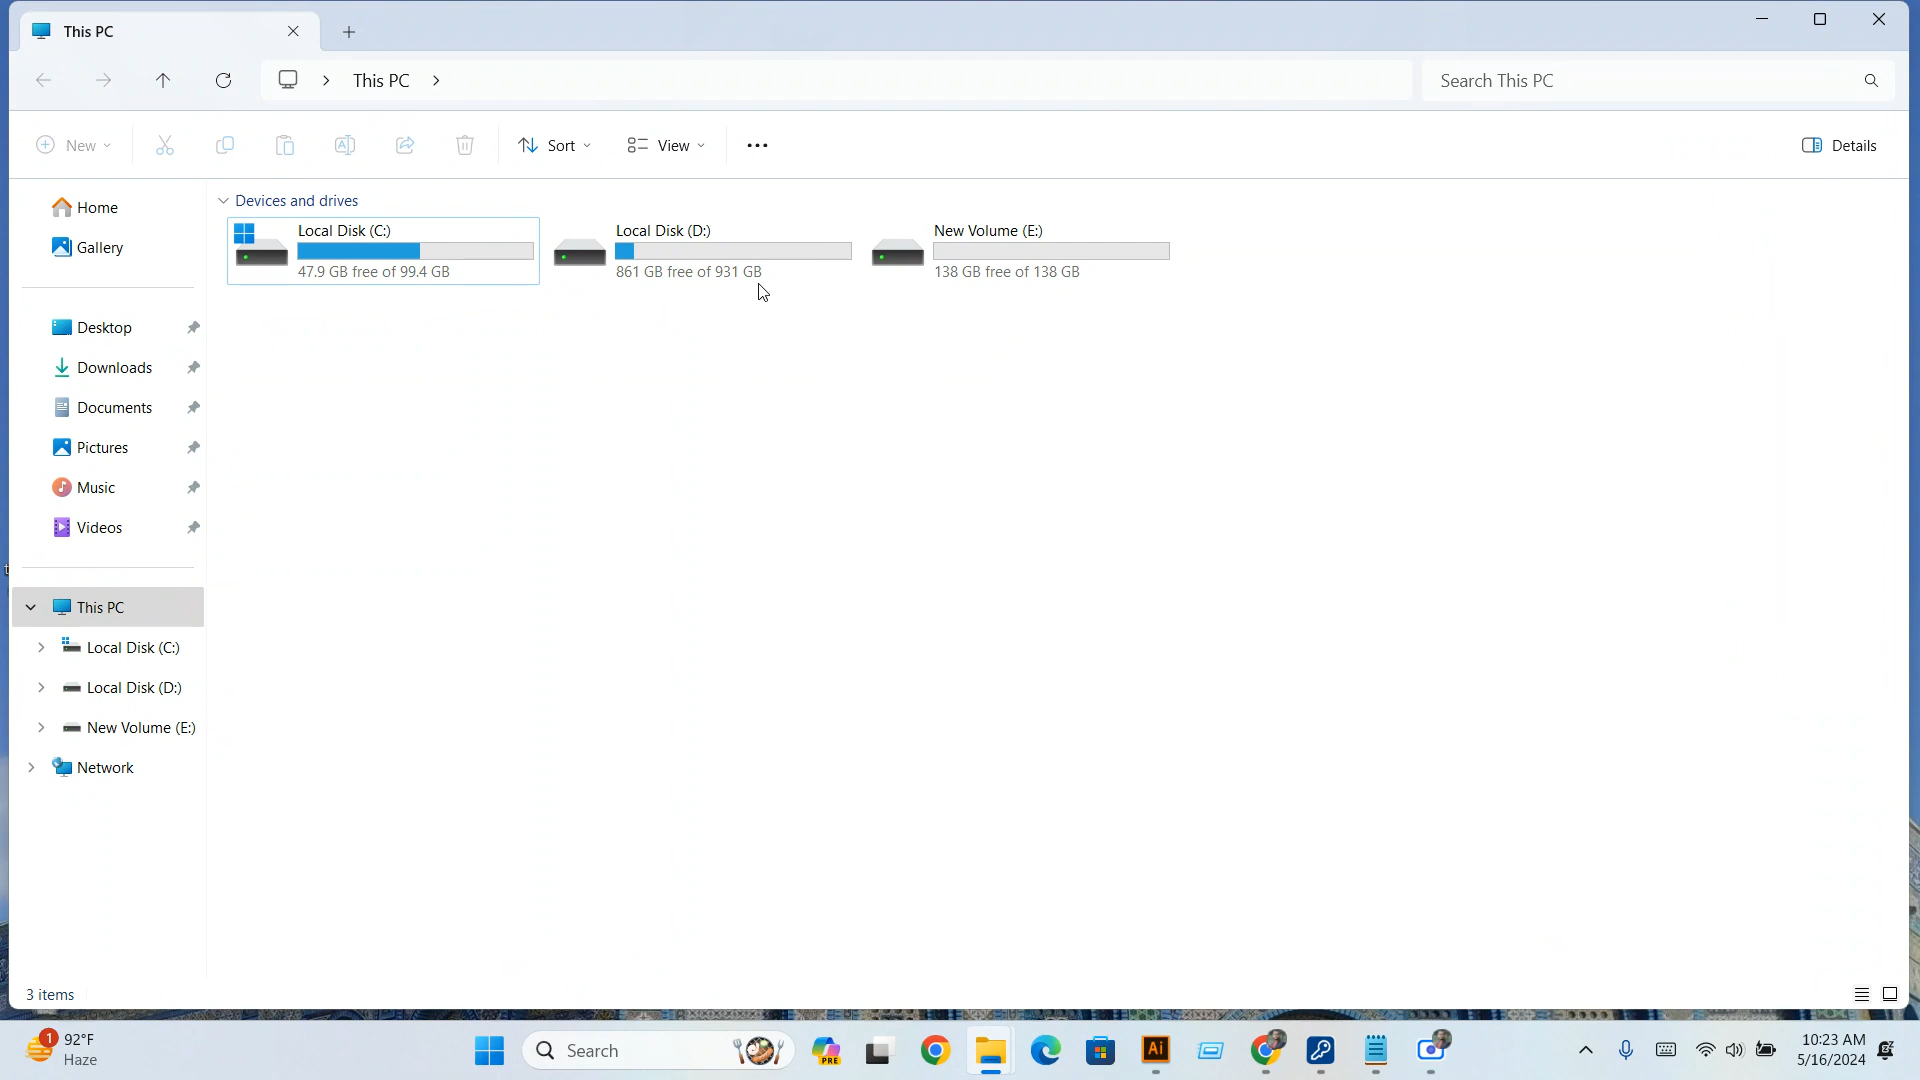 This PC
This PC
Search This PC
New
Sort
View
Details
Home
Gallery
Desktop
Downloads
Documents
Pictures
Music
Videos
This PC
Local Disk (C:)
Local Disk (D:)
New Volume (E:)
Network
Devices and drives
Local Disk (C:)
47.9 GB free of 99.4 GB
Local Disk (D:)
861 GB free of 931 GB
New Volume (E:)
138 GB free of 138 GB
3 items
1
92°F
Haze
Search
PRE
Ai
10:23 AM
5/16/2024